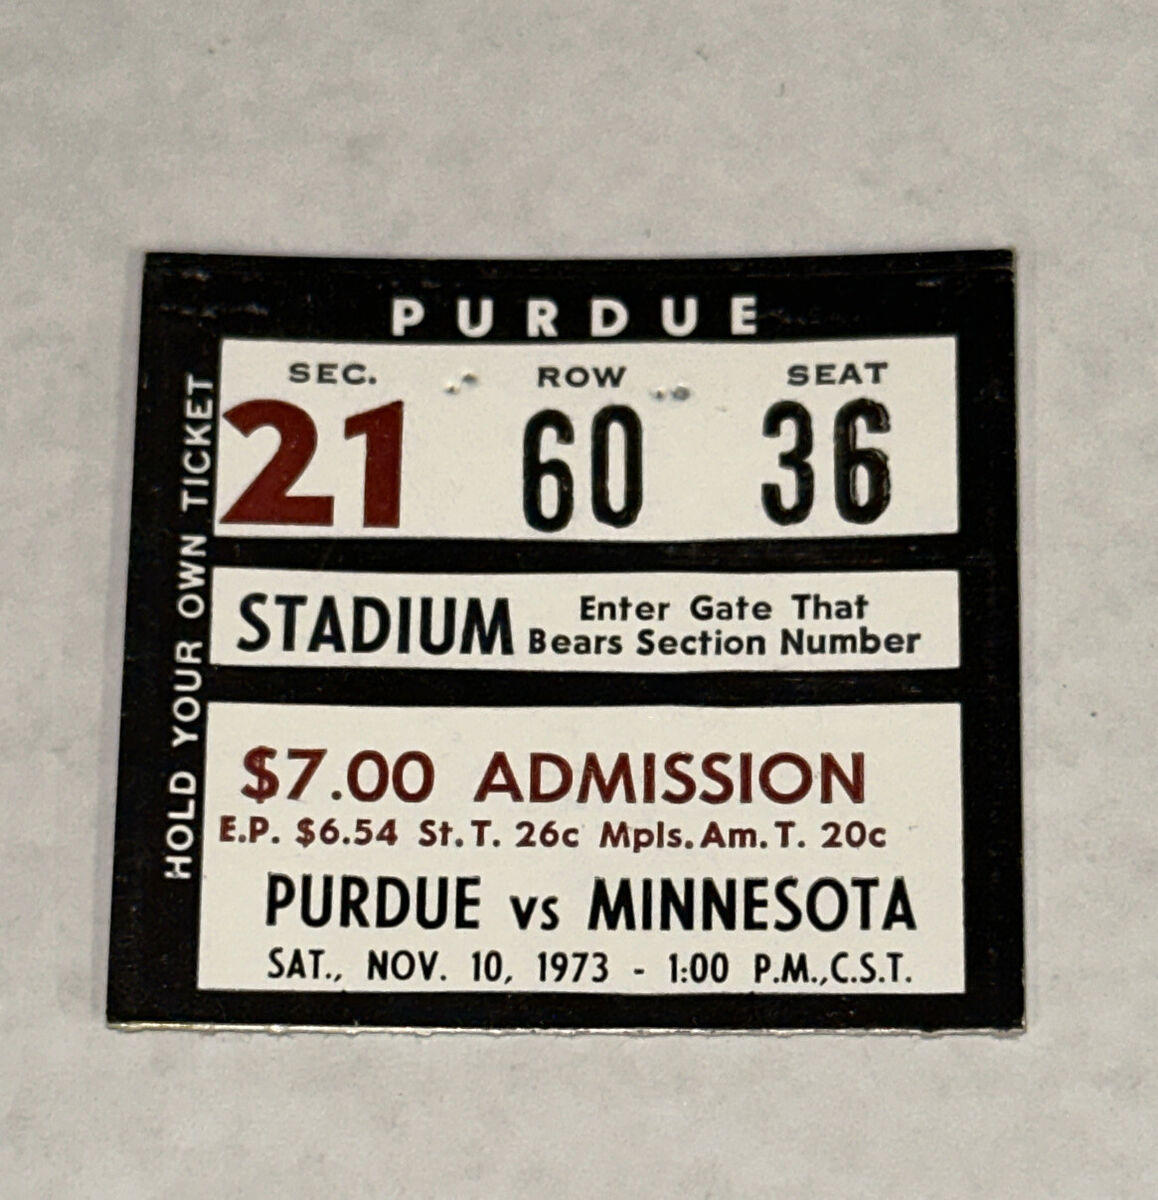 PURDUE
SEC. ROW SEAT
21 60 36
HOLD YOUR OWN TICKET
STADIUM Enter Gate That
Bears Section Number
$7.00 ADMISSION
E.P. $6.54 St. T. 26c Mpls. Am. T. 20c
PURDUE vs MINNESOTA
SAT., NOV. 10, 1973 - 1:00 P.M., C.S.T.